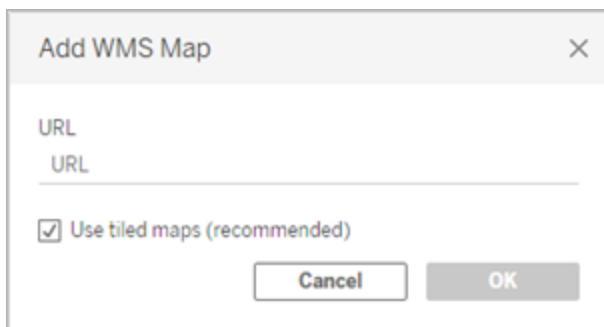 Add WMS Map
URL
URL
Use tiled maps (recommended)
Cancel OK